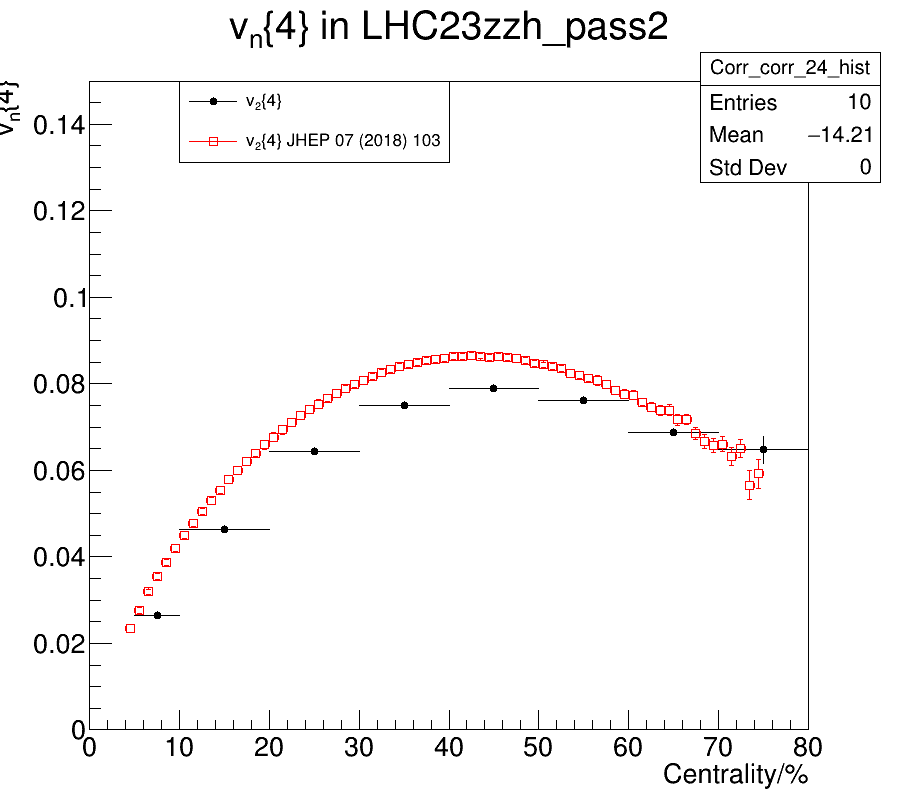 vn{4} in LHC23zzh_pass2
Corr_corr_24_hist
Entries 10
Mean −14.21
Std Dev 0
vn{4}
v2{4}
v2{4} JHEP 07 (2018) 103
0.14
0.12
0.1
0.08
0.06
0.04
0.02
0
0 10 20 30 40 50 60 70 80
Centrality/%